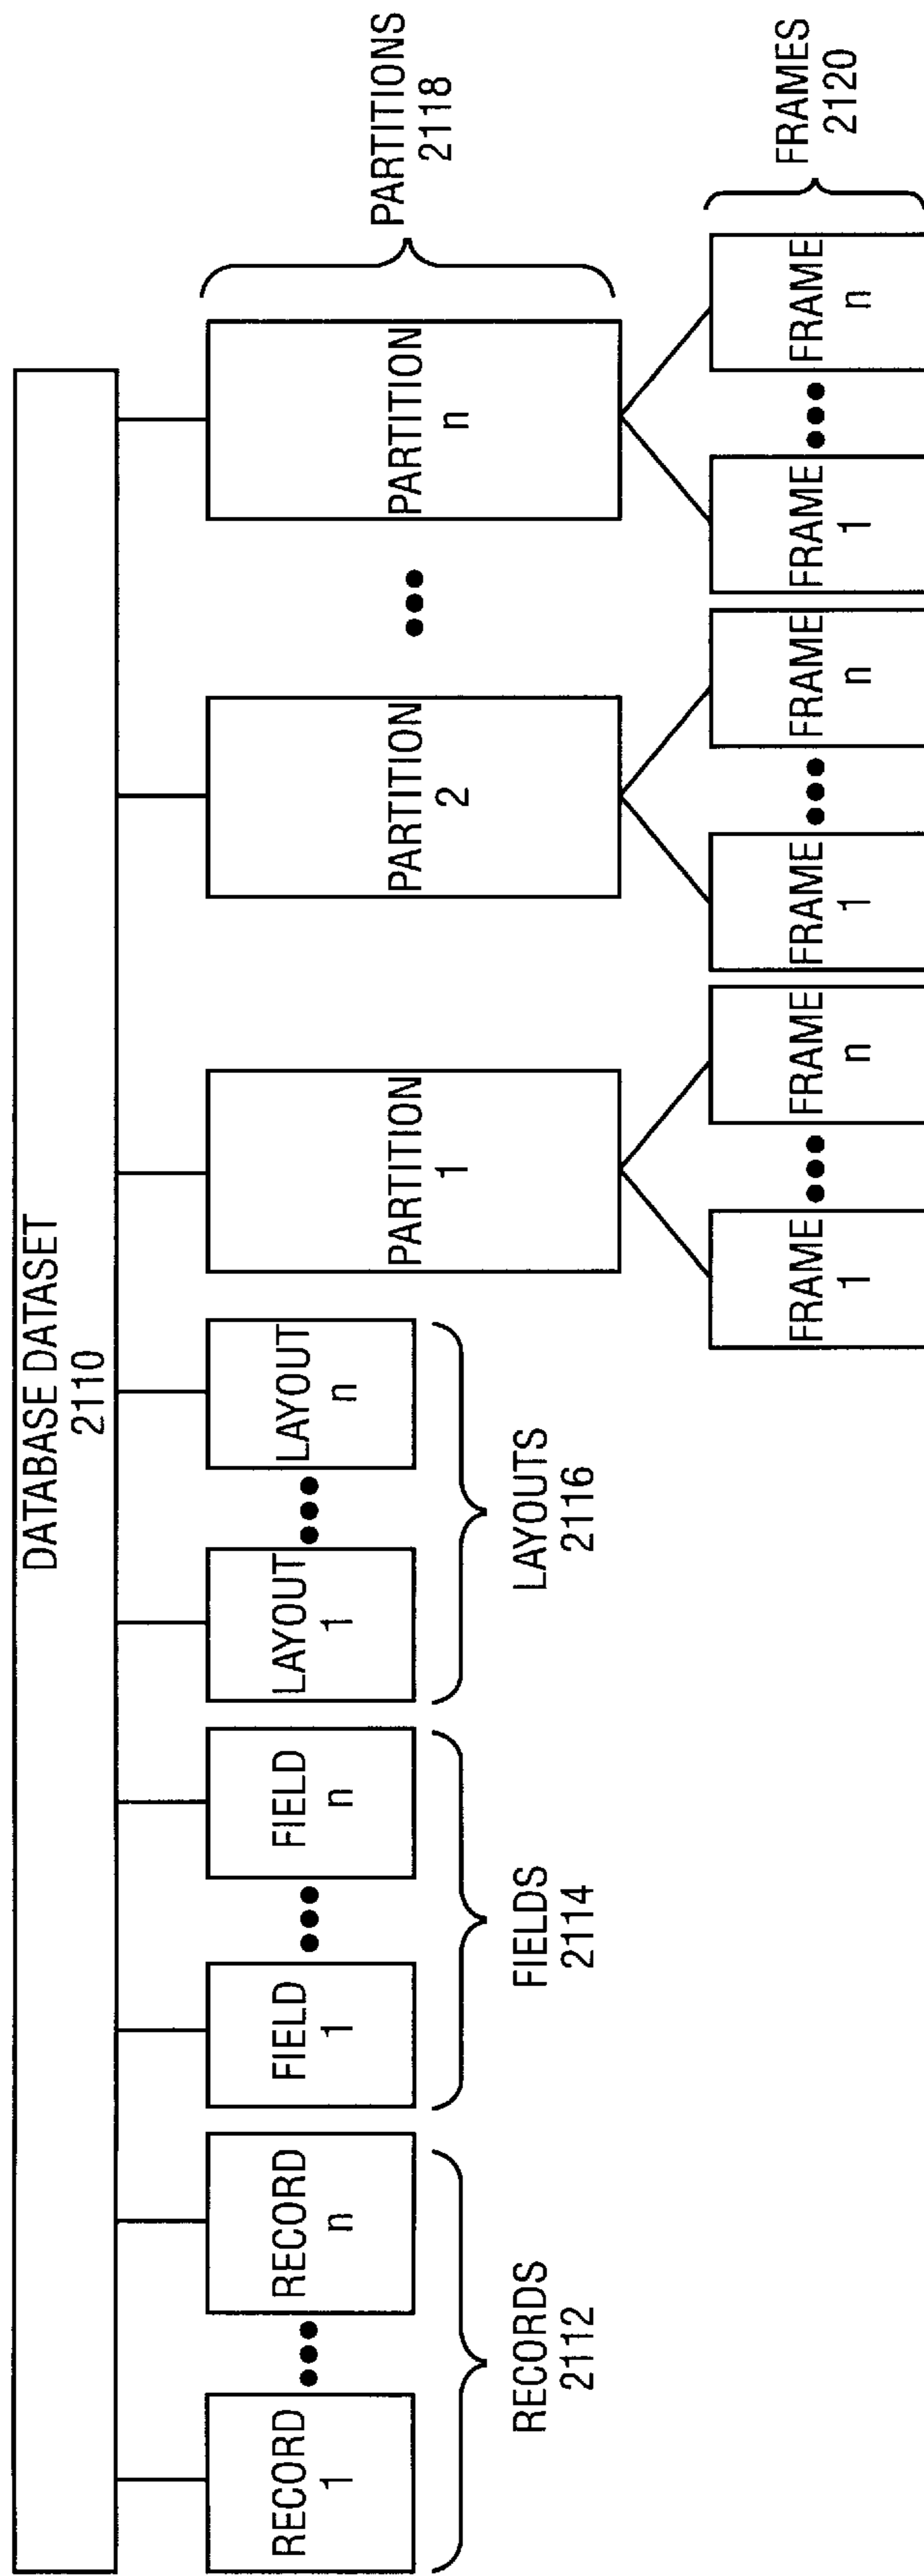 DATABASE DATASET
2110
RECORD
1
RECORD
n
RECORDS
2112
FIELD
1
FIELD
n
FIELDS
2114
LAYOUT
1
LAYOUT
n
LAYOUTS
2116
PARTITION
1
PARTITION
2
PARTITION
n
PARTITIONS
2118
FRAME
1
FRAME
n
FRAME
1
FRAME
n
FRAME
1
FRAME
n
FRAMES
2120